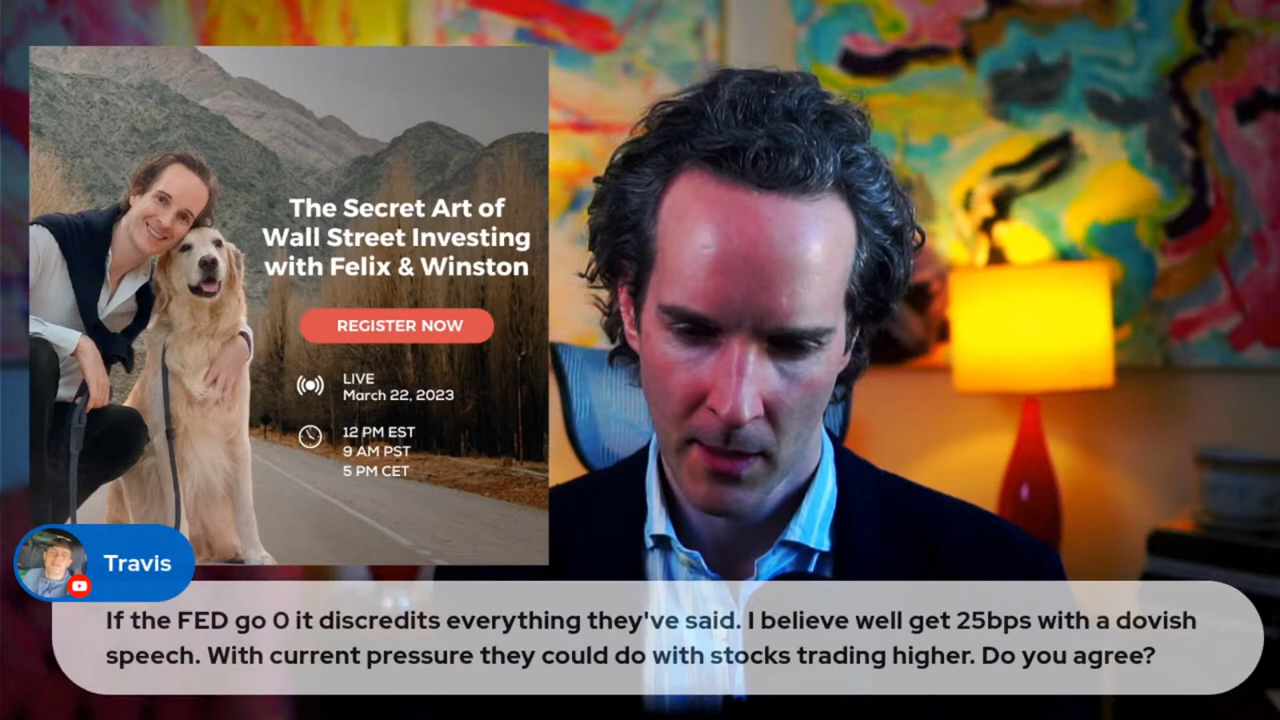 The Secret Art of
Wall Street Investing
with Felix & Winston
REGISTER NOW
LIVE
March 22, 2023
12 PM EST
9 AM PST
5 PM CET
Travis
If the FED go 0 it discredits everything they've said. I believe well get 25bps with a dovish
speech. With current pressure they could do with stocks trading higher. Do you agree?